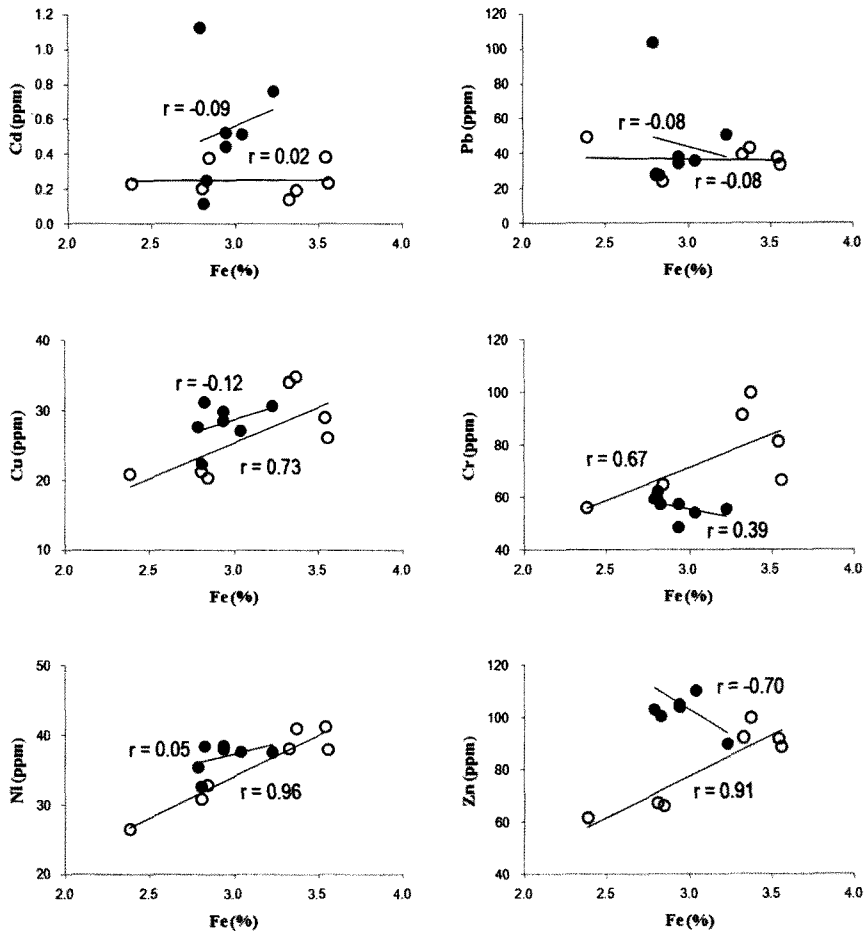 Cd (ppm)
1.2
1.0
0.8
0.6
0.4
0.2
0.0
r = -0.09
r = 0.02
2.0 2.5 3.0 3.5 4.0
Fe (%)
Pb (ppm)
120
100
80
60
40
20
0
r = -0.08
r = -0.08
2.0 2.5 3.0 3.5 4.0
Fe (%)
Cu (ppm)
40
30
20
10
r = -0.12
r = 0.73
2.0 2.5 3.0 3.5 4.0
Fe (%)
Cr (ppm)
120
100
80
60
40
r = 0.67
r = 0.39
2.0 2.5 3.0 3.5 4.0
Fe (%)
Ni (ppm)
50
40
30
20
r = 0.05
r = 0.96
2.0 2.5 3.0 3.5 4.0
Fe (%)
Zn (ppm)
120
100
80
60
40
r = -0.70
r = 0.91
2.0 2.5 3.0 3.5 4.0
Fe (%)